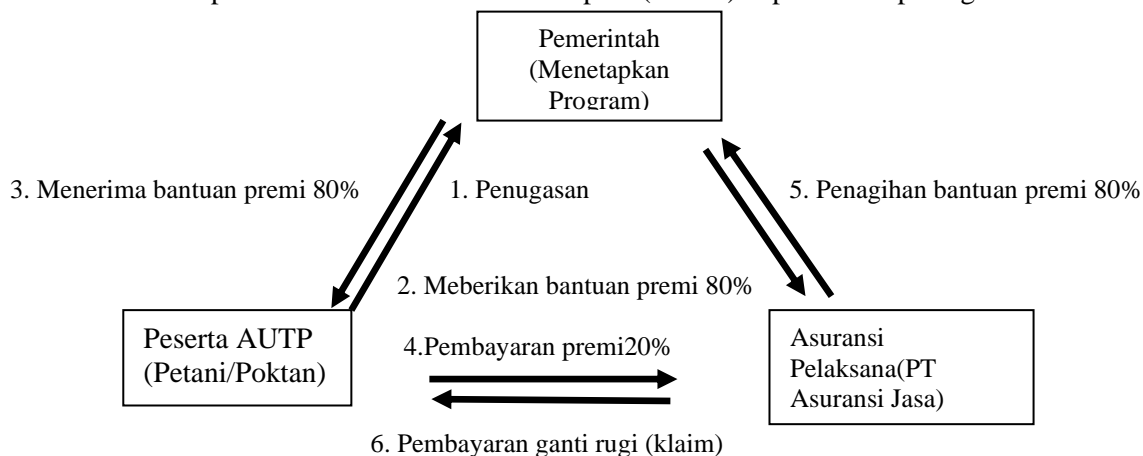 Pemerintah
(Menetapkan
Program)
3. Menerima bantuan premi 80%
1. Penugasan
5. Penagihan bantuan premi 80%
2. Meberikan bantuan premi 80%
Peserta AUTP
(Petani/Poktan)
4.Pembayaran premi20%
Asuransi
Pelaksana(PT
Asuransi Jasa)
6. Pembayaran ganti rugi (klaim)